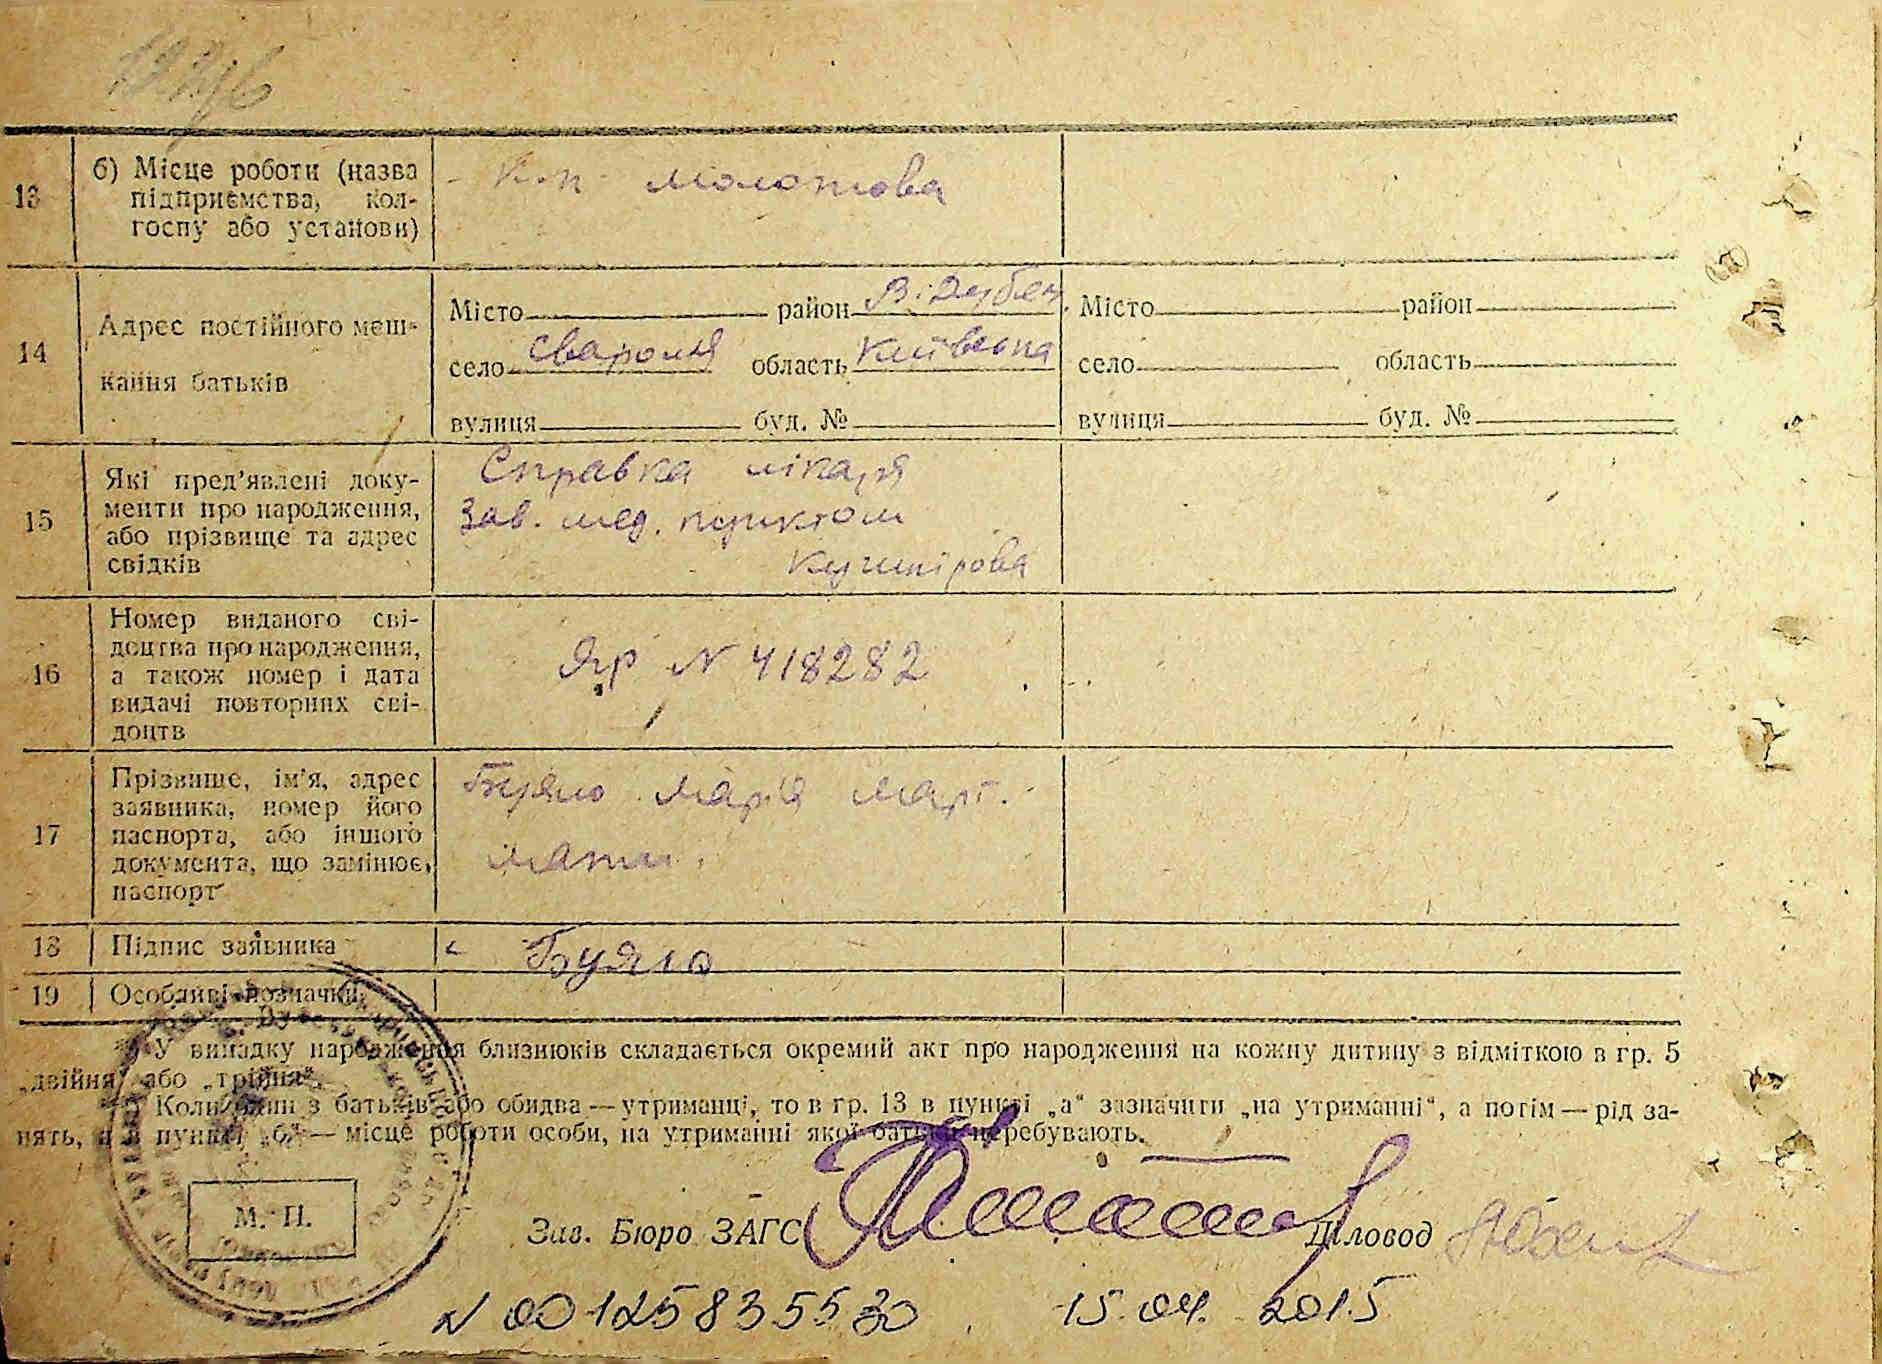 13
б) Місце роботи (назва
підприємства, кол-
госпу або установи)
к-п молотова
14
Адрес постійного меш-
кання батьків
Місто район В. Дубеч.
село Сваромя область Київська
вулиця буд. №
Місто район
село область
вулиця буд. №
15
Які пред'явлені доку-
менти про народження,
або прізвище та адрес
свідків
Справка лікаря
Зав. мед. пунктом
Кушнірова
16
Номер виданого сві-
доцтва про народження,
а також номер і дата
видачі повторних сві-
доцтв
ЯР N 418282
17
Прізвище, ім'я, адрес
заявника, номер його
паспорта, або іншого
документа, що замінює,
паспорт
Буяло Марія Март.
мати.
18
Підпис заявника
Буяло
19
Особливі позначки
* У випадку народження близнюків складається окремий акт про народження на кожну дитину з відміткою в гр. 5
„двійня" або „трійня".
Коли один з батьків або обидва — утриманці, то в гр. 13 в пункті „а" зазначити „на утриманні", а потім — рід за-
нять, а в пункті „б" — місце роботи особи, на утриманні якої батьки перебувають.
М. П.
Зав. Бюро ЗАГС
Діловод
N 00125835530 15.04.2015